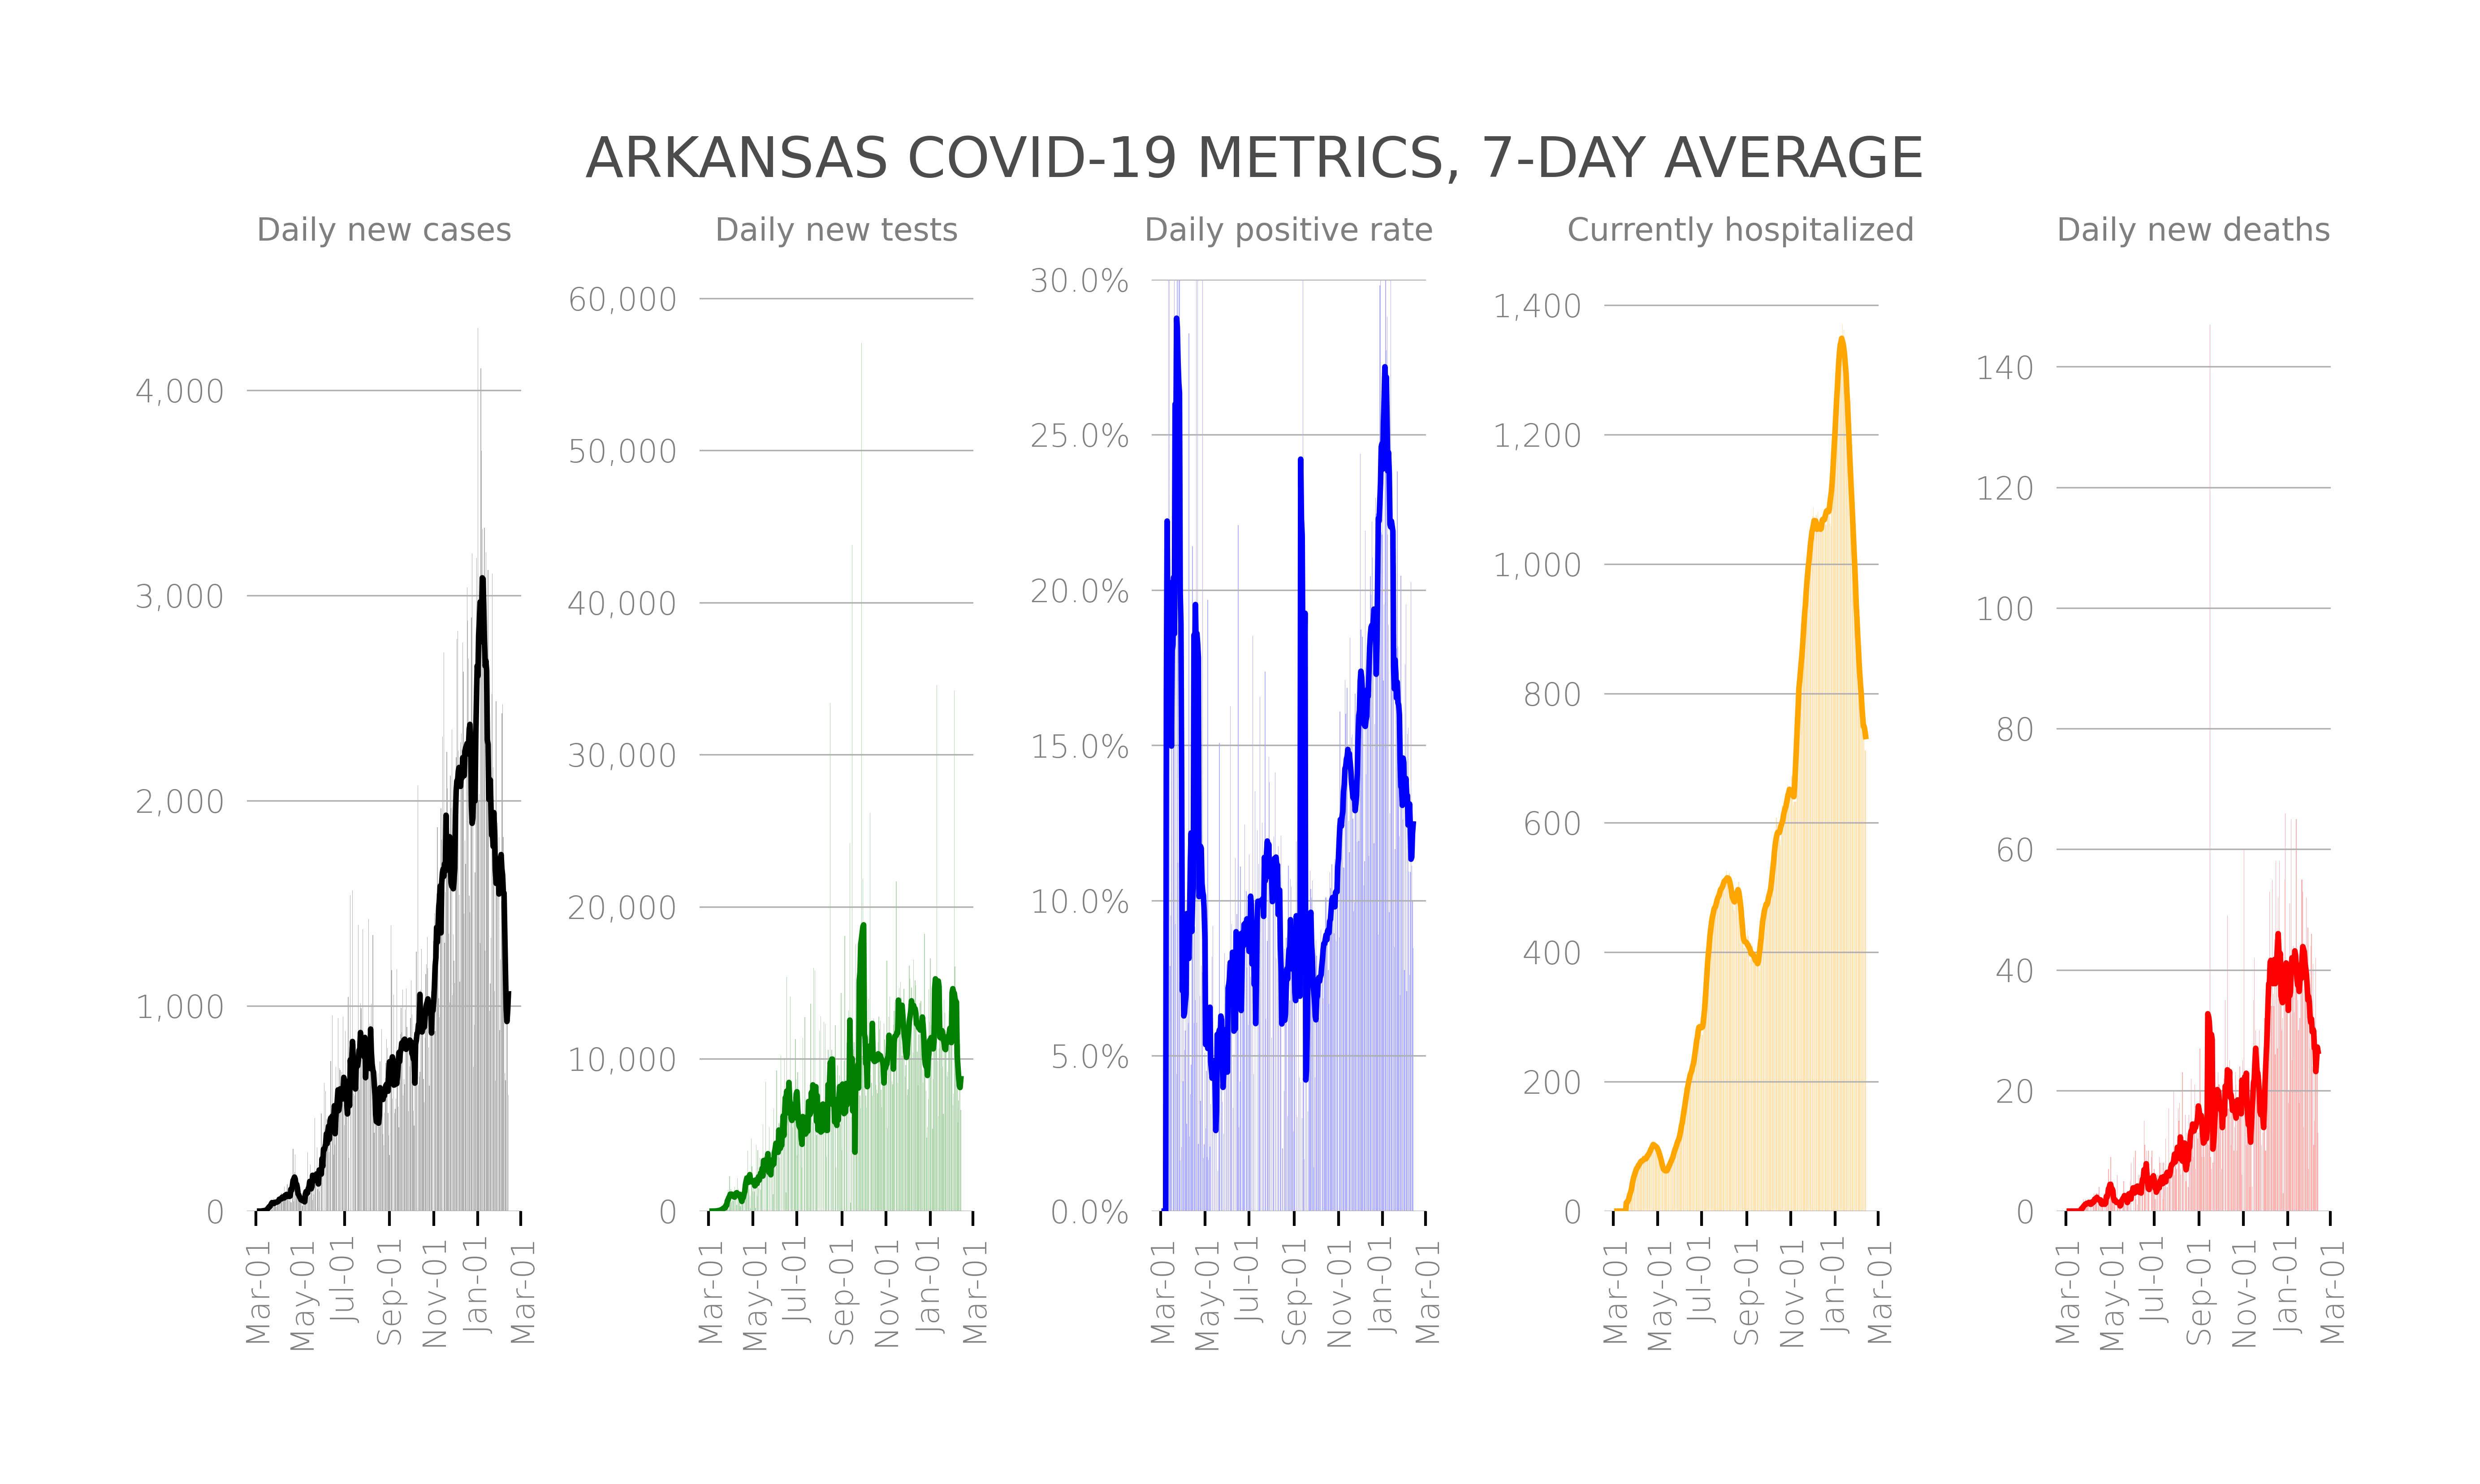 ARKANSAS COVID-19 METRICS, 7-DAY AVERAGE
Daily new cases
4,000
3,000
2,000
1,000
0
Mar-01
May-01
Jul-01
Sep-01
Nov-01
Jan-01
Mar-01
Daily new tests
60,000
50,000
40,000
30,000
20,000
10,000
0
Mar-01
May-01
Jul-01
Sep-01
Nov-01
Jan-01
Mar-01
Daily positive rate
30.0%
25.0%
20.0%
15.0%
10.0%
5.0%
0.0%
Mar-01
May-01
Jul-01
Sep-01
Nov-01
Jan-01
Mar-01
Currently hospitalized
1,400
1,200
1,000
800
600
400
200
0
Mar-01
May-01
Jul-01
Sep-01
Nov-01
Jan-01
Mar-01
Daily new deaths
140
120
100
80
60
40
20
0
Mar-01
May-01
Jul-01
Sep-01
Nov-01
Jan-01
Mar-01